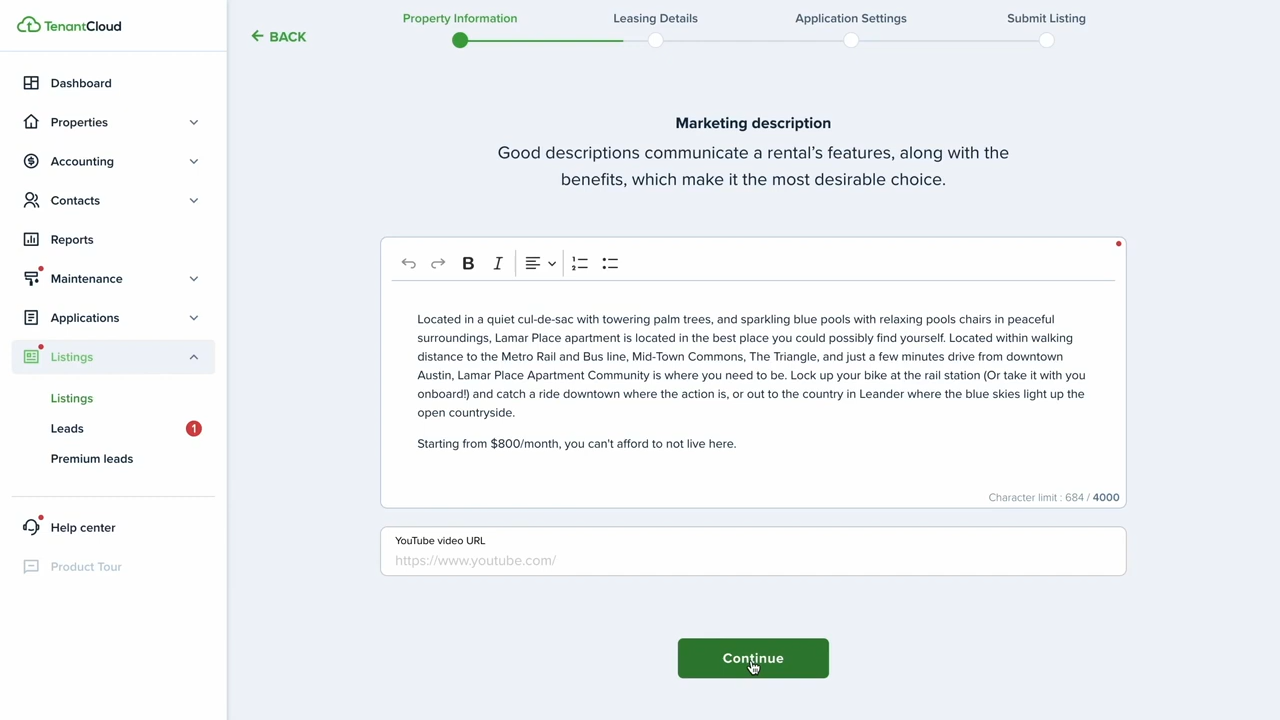 TenantCloud
Dashboard
Properties
Accounting
Contacts
Reports
Maintenance
Applications
Listings
Listings
Leads
1
Premium leads
Help center
Product Tour
BACK
Property Information
Leasing Details
Application Settings
Submit Listing
Marketing description
Good descriptions communicate a rental's features, along with the
benefits, which make it the most desirable choice.
B I
Located in a quiet cul-de-sac with towering palm trees, and sparkling blue pools with relaxing pools chairs in peaceful
surroundings, Lamar Place apartment is located in the best place you could possibly find yourself. Located within walking
distance to the Metro Rail and Bus line, Mid-Town Commons, The Triangle, and just a few minutes drive from downtown
Austin, Lamar Place Apartment Community is where you need to be. Lock up your bike at the rail station (Or take it with you
onboard!) and catch a ride downtown where the action is, or out to the country in Leander where the blue skies light up the
open countryside.
Starting from $800/month, you can't afford to not live here.
Character limit : 684 / 4000
YouTube video URL
https://www.youtube.com/
Continue